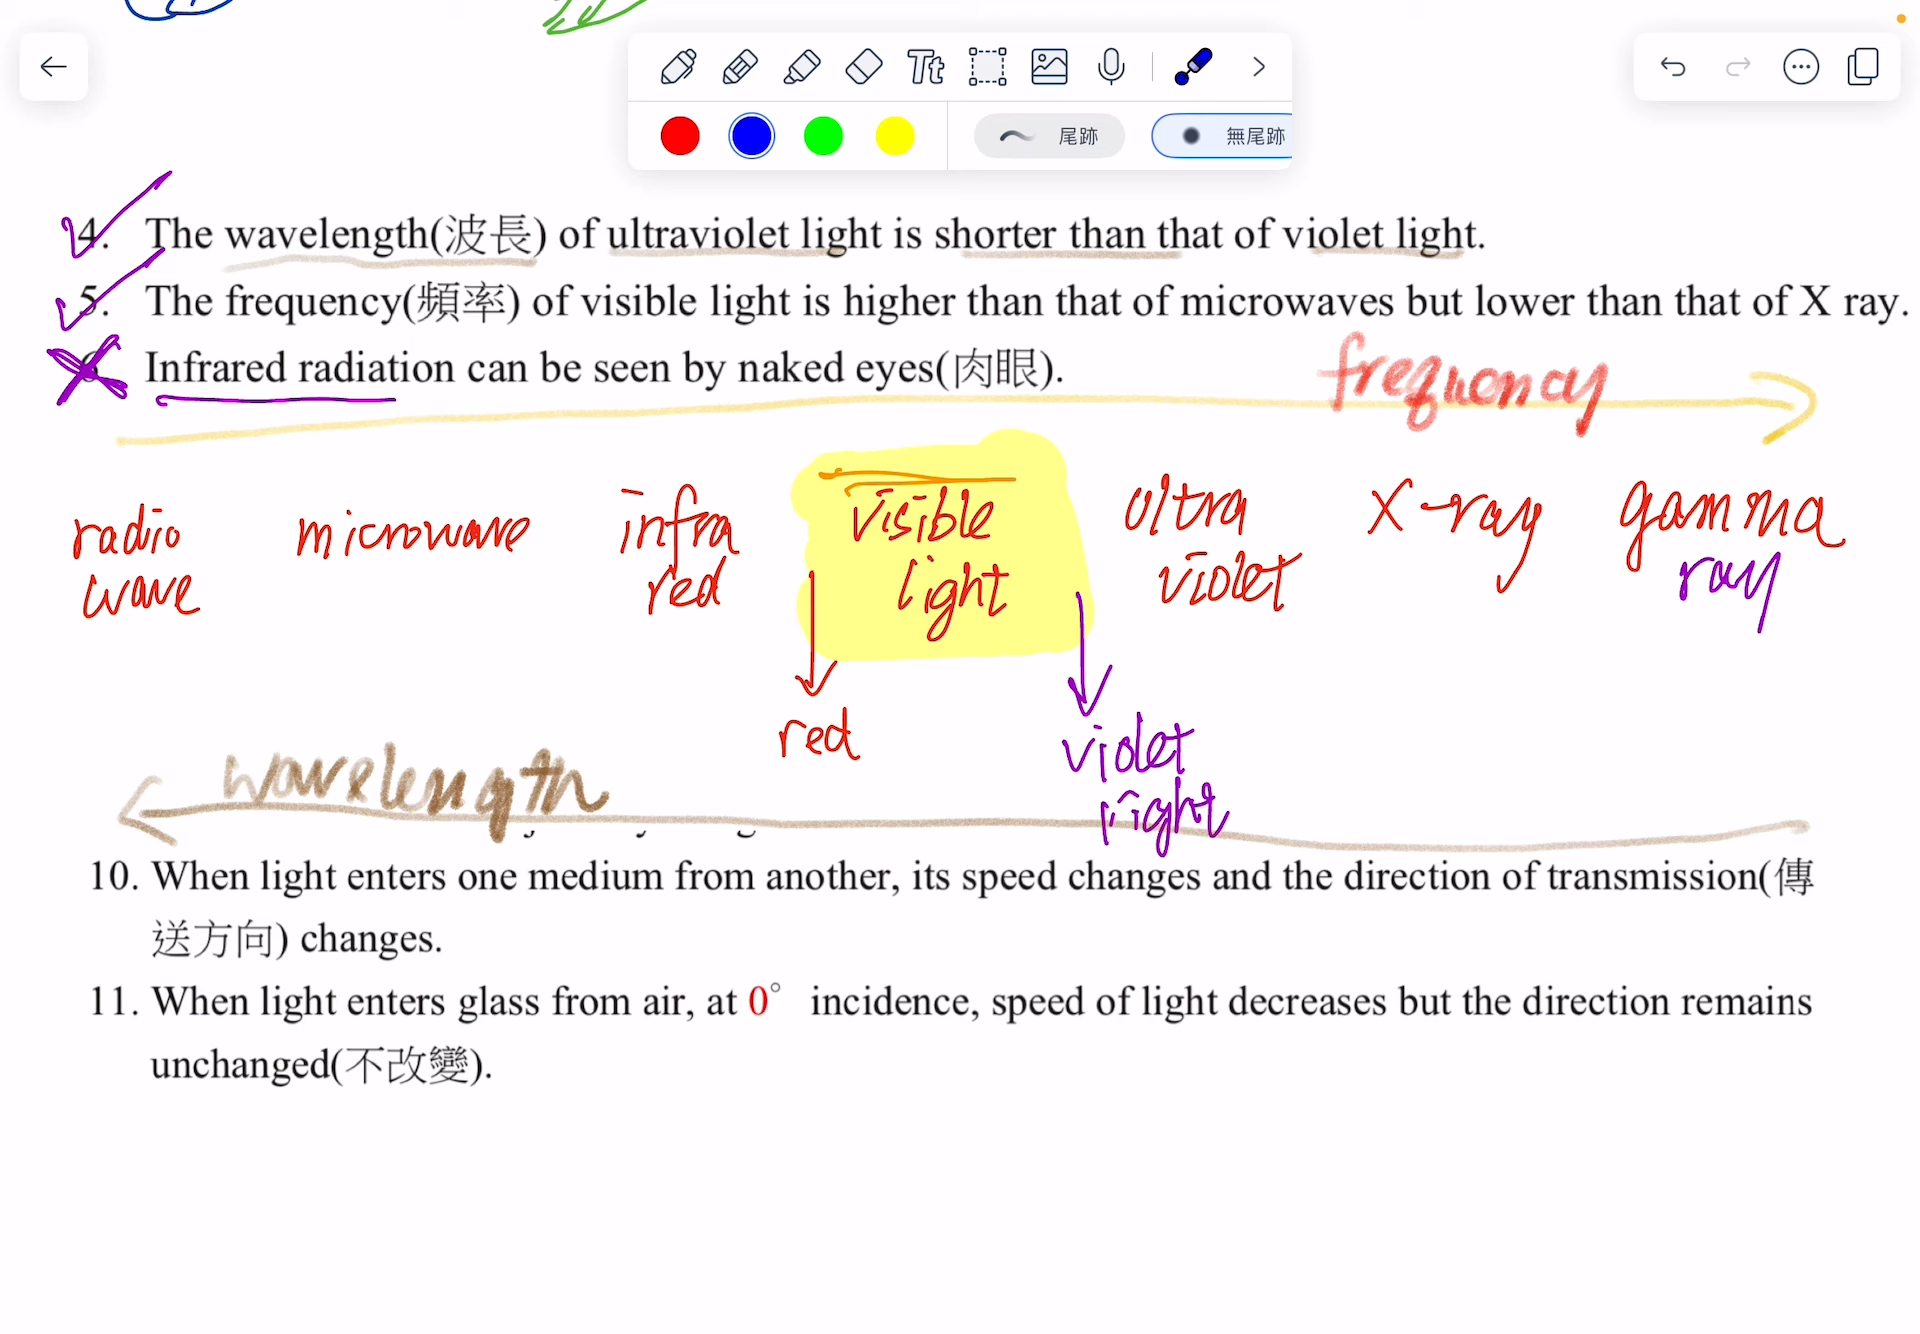 Tt
尾跡
無尾跡
4. The wavelength(波長) of ultraviolet light is shorter than that of violet light.
5. The frequency(頻率) of visible light is higher than that of microwaves but lower than that of X ray.
6 Infrared radiation can be seen by naked eyes(肉眼).
frequency
radio wave
microwave
infra red
visible light
ultra violet
X-ray
gamma ray
red
violet light
wavelength
10. When light enters one medium from another, its speed changes and the direction of transmission(傳
送方向) changes.
11. When light enters glass from air, at 0° incidence, speed of light decreases but the direction remains
unchanged(不改變).